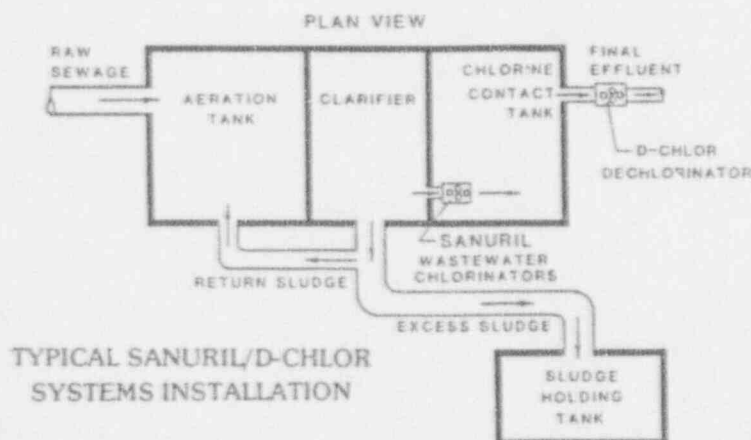 PLAN VIEW
RAW
SEWAGE
AERATION
TANK
CLARIFIER
CHLORINE
CONTACT
TANK
FINAL
EFFLUENT
D-CHLOR
DECHLORINATOR
SANURIL
WASTEWATER
CHLORINATORS
RETURN SLUDGE
EXCESS SLUDGE
SLUDGE
HOLDING
TANK
TYPICAL SANURIL/D-CHLOR
SYSTEMS INSTALLATION